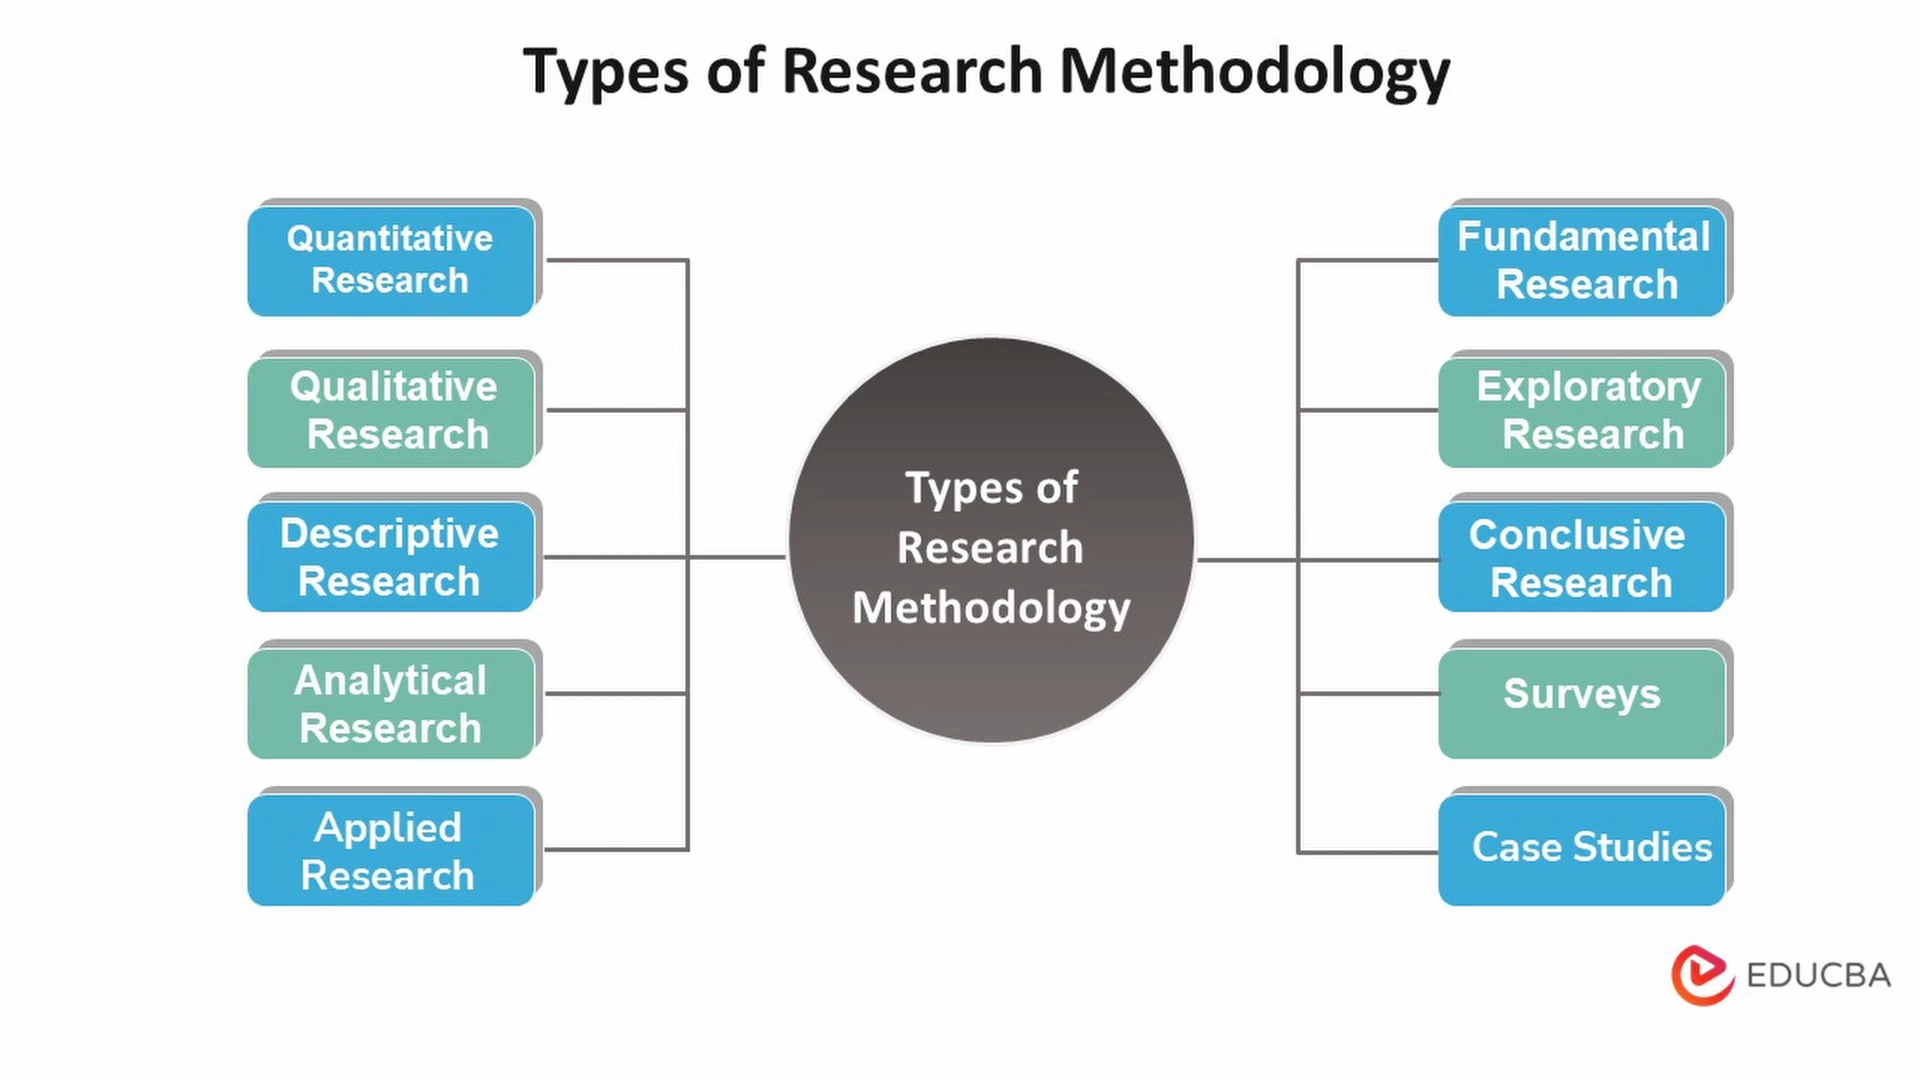 Types of Research Methodology
Quantitative
Research
Qualitative
Research
Descriptive
Research
Analytical
Research
Applied
Research
Types of
Research
Methodology
Fundamental
Research
Exploratory
Research
Conclusive
Research
Surveys
Case Studies
EDUCBA